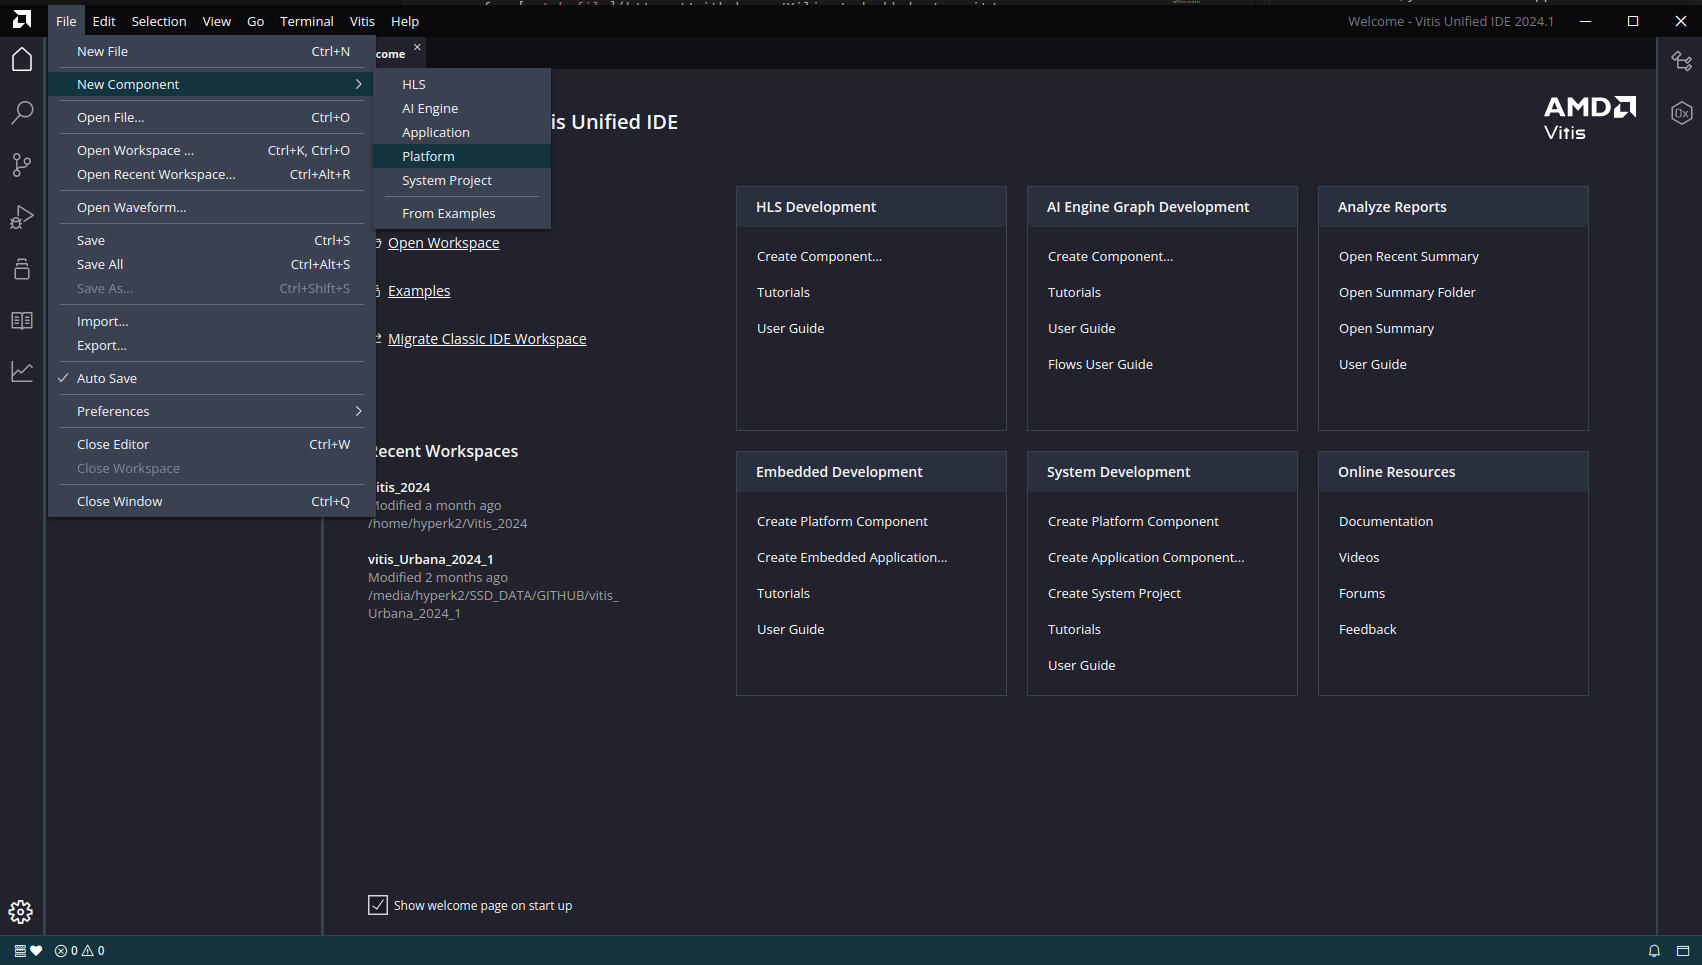 File Edit Selection View Go Terminal Vitis Help
Welcome - Vitis Unified IDE 2024.1
New File Ctrl+N
New Component
Open File... Ctrl+O
Open Workspace ... Ctrl+K, Ctrl+O
Open Recent Workspace... Ctrl+Alt+R
Open Waveform...
Save Ctrl+S
Save All Ctrl+Alt+S
Save As... Ctrl+Shift+S
Import...
Export...
Auto Save
Preferences
Close Editor Ctrl+W
Close Workspace
Close Window Ctrl+Q
come
HLS
AI Engine
Application
Platform
System Project
From Examples
is Unified IDE
AMD
Vitis
Open Workspace
Examples
Migrate Classic IDE Workspace
Recent Workspaces
itis_2024
Modified a month ago
/home/hyperk2/Vitis_2024
vitis_Urbana_2024_1
Modified 2 months ago
/media/hyperk2/SSD_DATA/GITHUB/vitis_
Urbana_2024_1
HLS Development
Create Component...
Tutorials
User Guide
AI Engine Graph Development
Create Component...
Tutorials
User Guide
Flows User Guide
Analyze Reports
Open Recent Summary
Open Summary Folder
Open Summary
User Guide
Embedded Development
Create Platform Component
Create Embedded Application...
Tutorials
User Guide
System Development
Create Platform Component
Create Application Component...
Create System Project
Tutorials
User Guide
Online Resources
Documentation
Videos
Forums
Feedback
Show welcome page on start up
0 0
0x